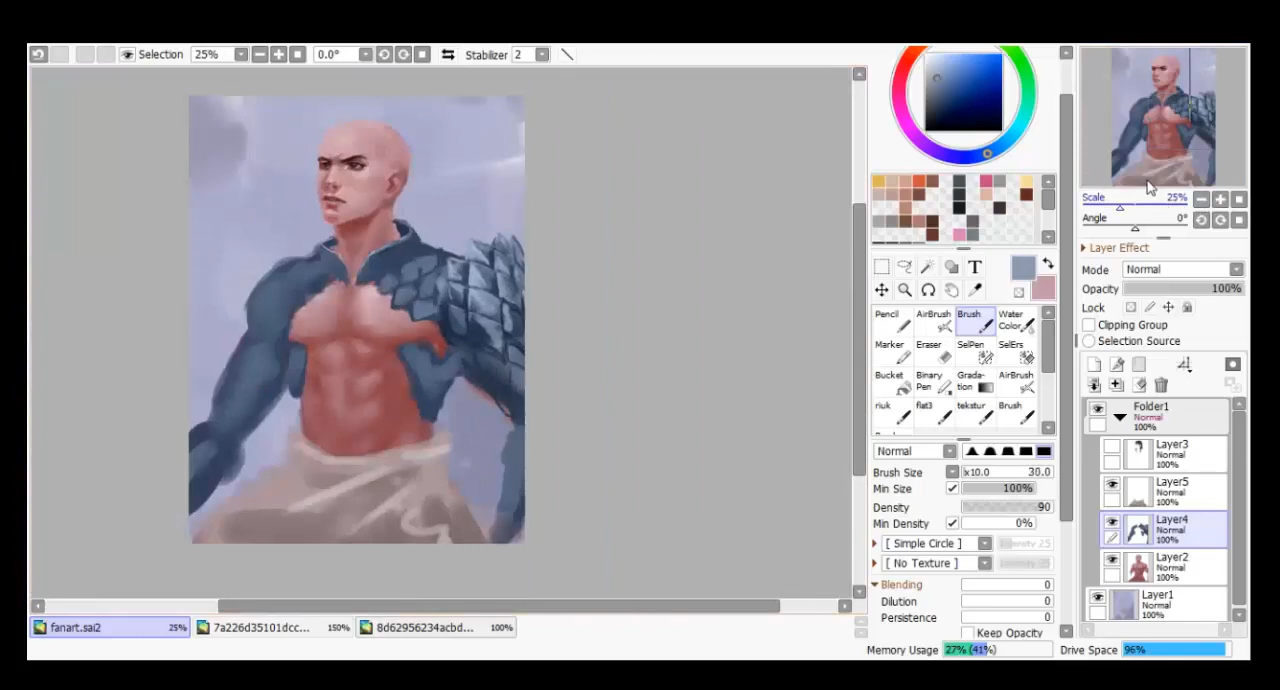 Selection 25% 0.0° Stabilizer 2
Scale 25%
Angle 0°
Layer Effect
Mode Normal
Opacity 100%
Lock
Clipping Group
Selection Source
T
Pencil AirBrush Brush Water Color
Marker Eraser SelPen SelErs
Bucket Binary Pen Grada-tion AirBrush
riuk flat3 tekstur Brush
Normal
Brush Size x10.0 30.0
Min Size 100%
Density 90
Min Density 0%
[ Simple Circle ] Intensity 25
[ No Texture ]
Blending 0
Dilution 0
Persistence 0
Keep Opacity
Folder1
Normal
100%
Layer3
Normal
100%
Layer5
Normal
100%
Layer4
Normal
100%
Layer2
Normal
100%
Layer1
Normal
100%
fanart.sai2 25% 7a226d35101dcc... 150% 8d62956234acbd... 100%
Memory Usage 27% (41%) Drive Space 96%